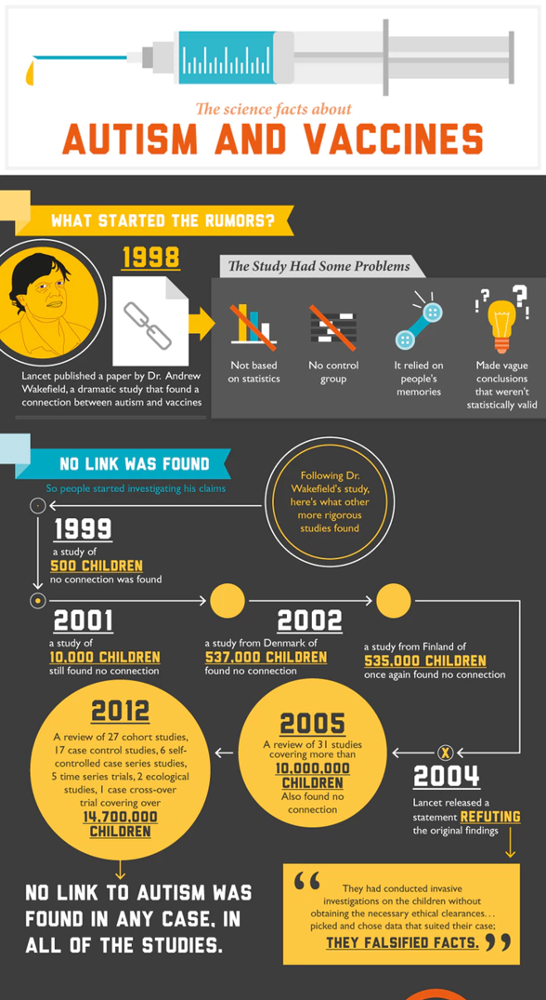 The science facts about
AUTISM AND VACCINES
WHAT STARTED THE RUMORS?
1998
Lancet published a paper by Dr. Andrew
Wakefield, a dramatic study that found a
connection between autism and vaccines
The Study Had Some Problems
Not based
on statistics
No control
group
It relied on
people's
memories
! ? ?
Made vague
conclusions
that weren't
statistically valid
NO LINK WAS FOUND
So people started investigating his claims
Following Dr.
Wakefield's study,
here's what other
more rigorous
studies found
1999
a study of
500 CHILDREN
no connection was found
2001
a study of
10,000 CHILDREN
still found no connection
2002
a study from Denmark of
537,000 CHILDREN
found no connection
a study from Finland of
535,000 CHILDREN
once again found no connection
X
2004
Lancet released a
statement REFUTING
the original findings
2005
A review of 31 studies
covering more than
10,000,000
CHILDREN
Also found no
connection
2012
A review of 27 cohort studies,
17 case control studies, 6 self-
controlled case series studies,
5 time series trials, 2 ecological
studies, 1 case cross-over
trial covering over
14,700,000
CHILDREN
NO LINK TO AUTISM WAS
FOUND IN ANY CASE, IN
ALL OF THE STUDIES.
“ They had conducted invasive
investigations on the children without
obtaining the necessary ethical clearances...
picked and chose data that suited their case;
THEY FALSIFIED FACTS. ”